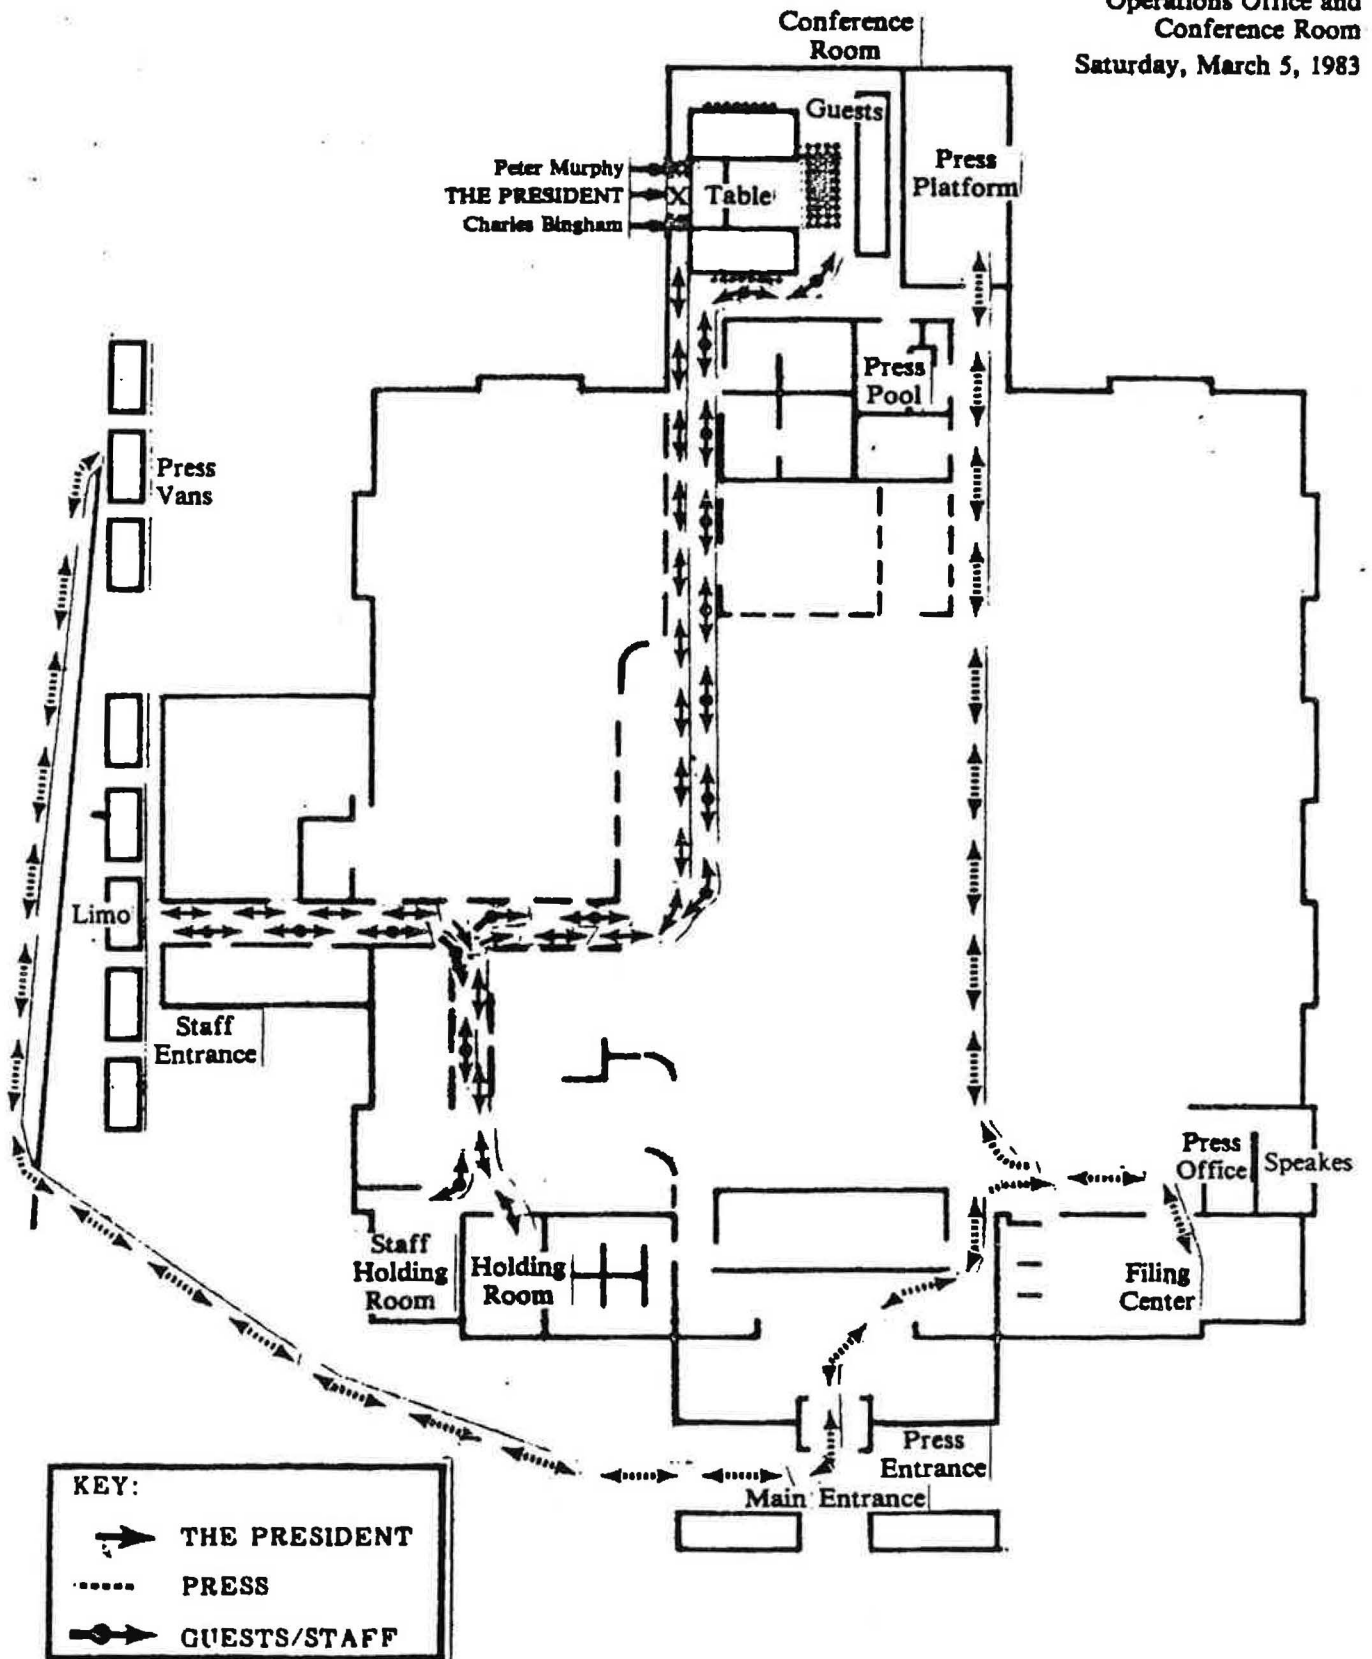 Operations Office and
Conference Room
Saturday, March 5, 1983
Conference
Room
Guests
Press
Platform
Peter Murphy
THE PRESIDENT
Charles Bingham
Table
Press
Pool
Press
Vans
Limo
Staff
Entrance
Press
Office
Speakes
Staff
Holding
Room
Holding
Room
Filing
Center
Press
Entrance
Main Entrance
KEY:
THE PRESIDENT
PRESS
GUESTS/STAFF